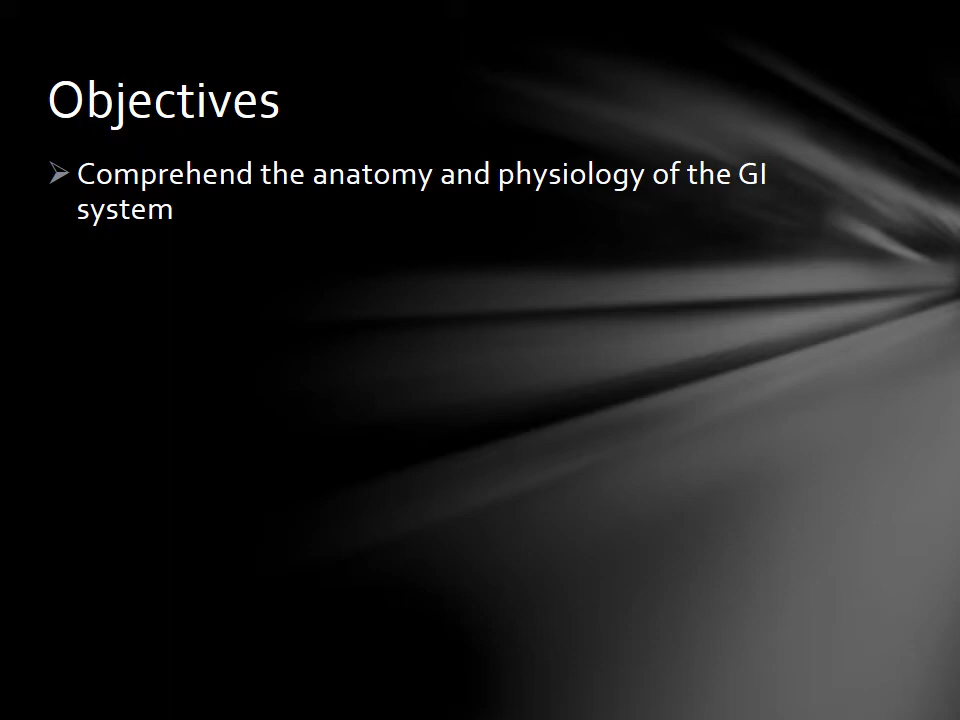 Objectives
Comprehend the anatomy and physiology of the GI
system